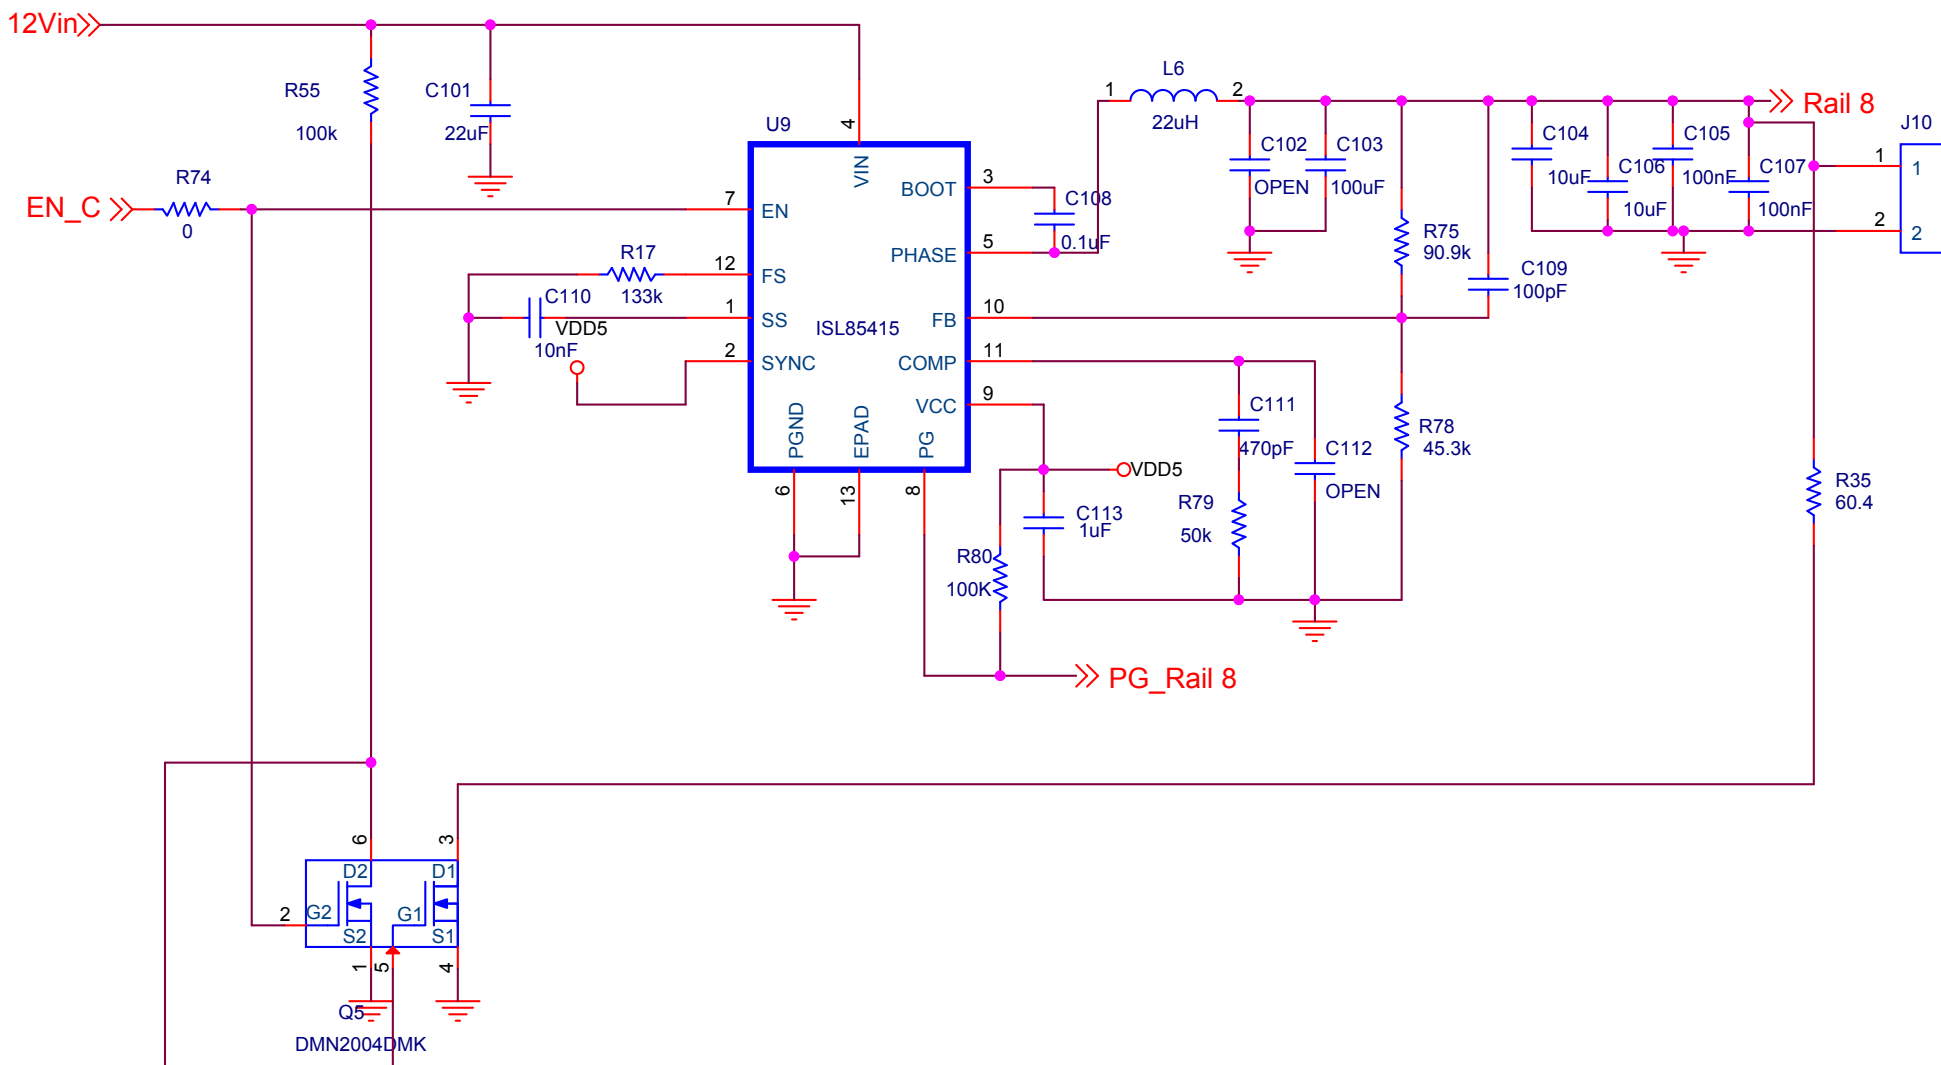 12Vin
R55
100k
C101
22uF
R74
0
EN_C
U9
4
VIN
7
EN
12
FS
1
SS
2
SYNC
ISL85415
BOOT
3
PHASE
5
FB
10
COMP
11
VCC
9
PGND
6
EPAD
13
PG
8
R17
133k
C110
10nF
VDD5
C108
0.1uF
1
L6
2
22uH
C102
OPEN
C103
100uF
R75
90.9k
C109
100pF
C104
10uF
C106
10uF
C105
100nF
C107
100nF
Rail 8
J10
1
1
2
2
C111
470pF
R79
50k
C112
OPEN
R78
45.3k
VDD5
C113
1uF
R80
100K
PG_Rail 8
R35
60.4
6
3
D2
D1
2
G2
G1
S2
S1
1
5
4
Q5
DMN2004DMK